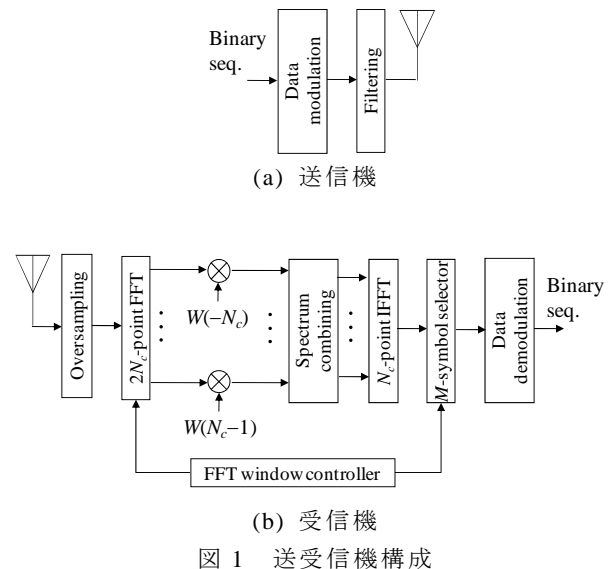 Binary
seq.
Data
modulation
Filtering
(a) 送信機
Oversampling
2Nc-point FFT
W(−Nc)
W(Nc−1)
Spectrum
combining
Nc-point IFFT
M-symbol selector
Data
demodulation
Binary
seq.
FFT window controller
(b) 受信機
図 1 送受信機構成